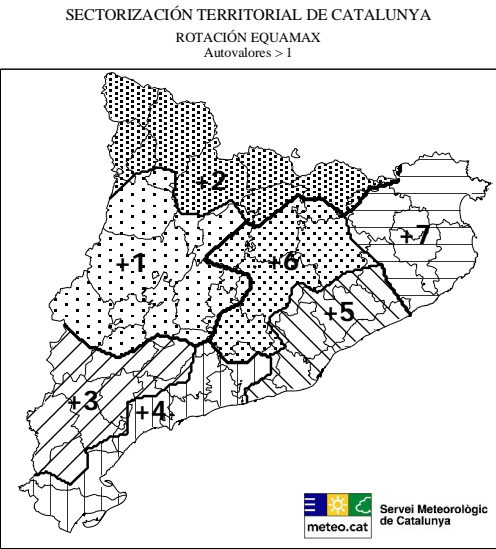 SECTORIZACIÓN TERRITORIAL DE CATALUNYA
ROTACIÓN EQUAMAX
Autovalores > 1
+2
+7
+1
+6
+5
+3
+4
meteo.cat
Servei Meteorològic
de Catalunya